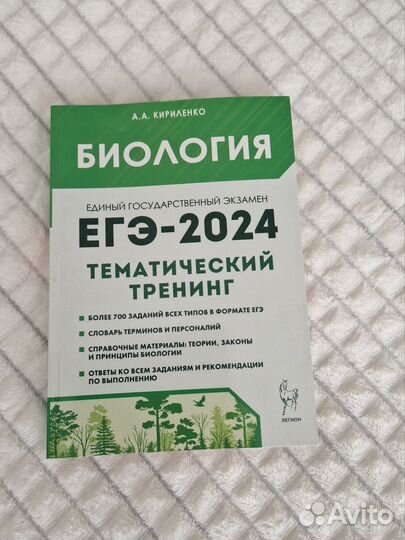 А.А. КИРИЛЕНКО
БИОЛОГИЯ
ЕДИНЫЙ ГОСУДАРСТВЕННЫЙ ЭКЗАМЕН
ЕГЭ-2024
ТЕМАТИЧЕСКИЙ
ТРЕНИНГ
БОЛЕЕ 700 ЗАДАНИЙ ВСЕХ ТИПОВ В ФОРМАТЕ ЕГЭ
СЛОВАРЬ ТЕРМИНОВ И ПЕРСОНАЛИЙ
СПРАВОЧНЫЕ МАТЕРИАЛЫ: ТЕОРИИ, ЗАКОНЫ
И ПРИНЦИПЫ БИОЛОГИИ
ОТВЕТЫ КО ВСЕМ ЗАДАНИЯМ И РЕКОМЕНДАЦИИ
ПО ВЫПОЛНЕНИЮ
ЛЕГИОН
Avito